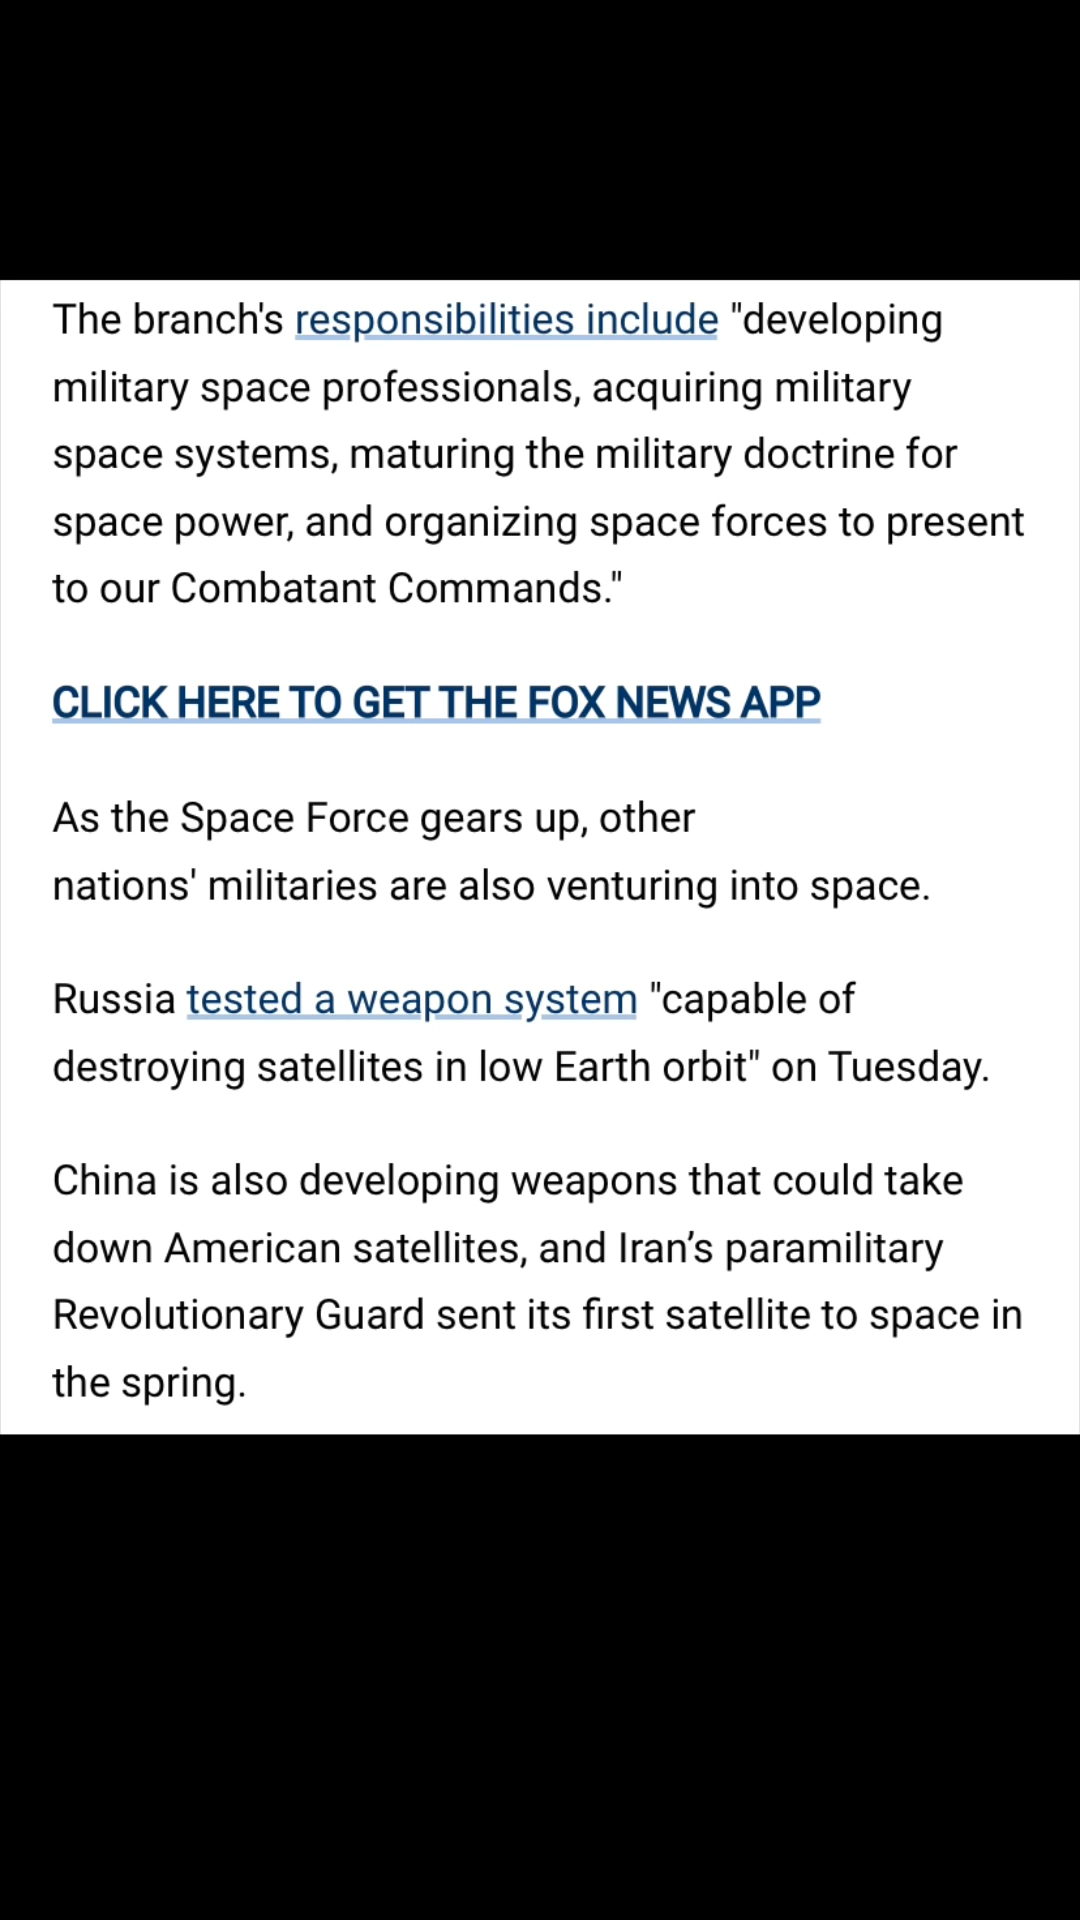 The branch's responsibilities include "developing
military space professionals, acquiring military
space systems, maturing the military doctrine for
space power, and organizing space forces to present
to our Combatant Commands."
CLICK HERE TO GET THE FOX NEWS APP
As the Space Force gears up, other
nations' militaries are also venturing into space.
Russia tested a weapon system "capable of
destroying satellites in low Earth orbit" on Tuesday.
China is also developing weapons that could take
down American satellites, and Iran’s paramilitary
Revolutionary Guard sent its first satellite to space in
the spring.